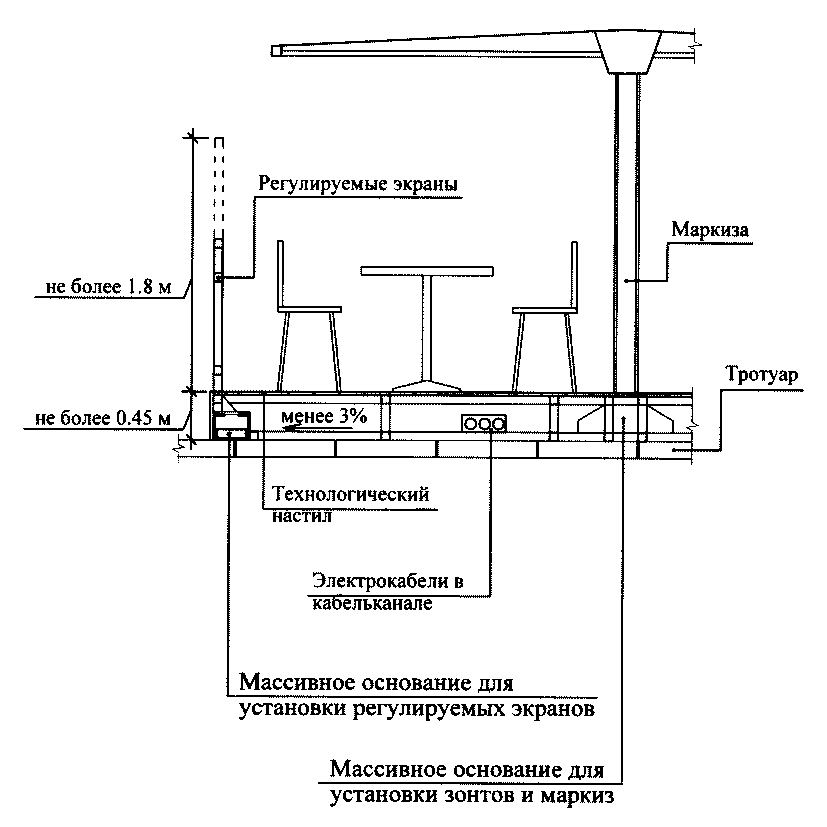 Регулируемые экраны
Маркиза
не более 1.8 м
Тротуар
не более 0.45 м
менее 3%
Технологический
настил
Электрокабели в
кабельканале
Массивное основание для
установки регулируемых экранов
Массивное основание для
установки зонтов и маркиз